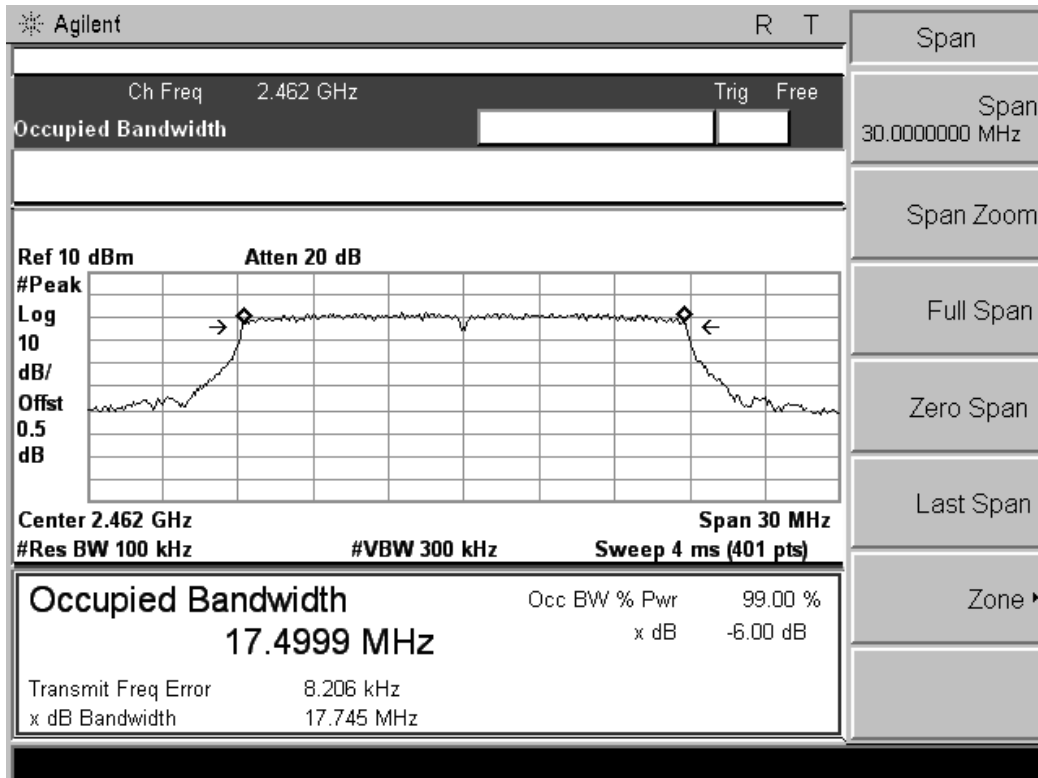 Agilent R T
Ch Freq 2.462 GHz Trig Free
Occupied Bandwidth
Ref 10 dBm Atten 20 dB
#Peak
Log
10
dB/
Offst
0.5
dB
Center 2.462 GHz Span 30 MHz
#Res BW 100 kHz #VBW 300 kHz Sweep 4 ms (401 pts)
Occupied Bandwidth
17.4999 MHz
Occ BW % Pwr 99.00 %
x dB -6.00 dB
Transmit Freq Error 8.206 kHz
x dB Bandwidth 17.745 MHz
Span
Span
30.0000000 MHz
Span Zoom
Full Span
Zero Span
Last Span
Zone